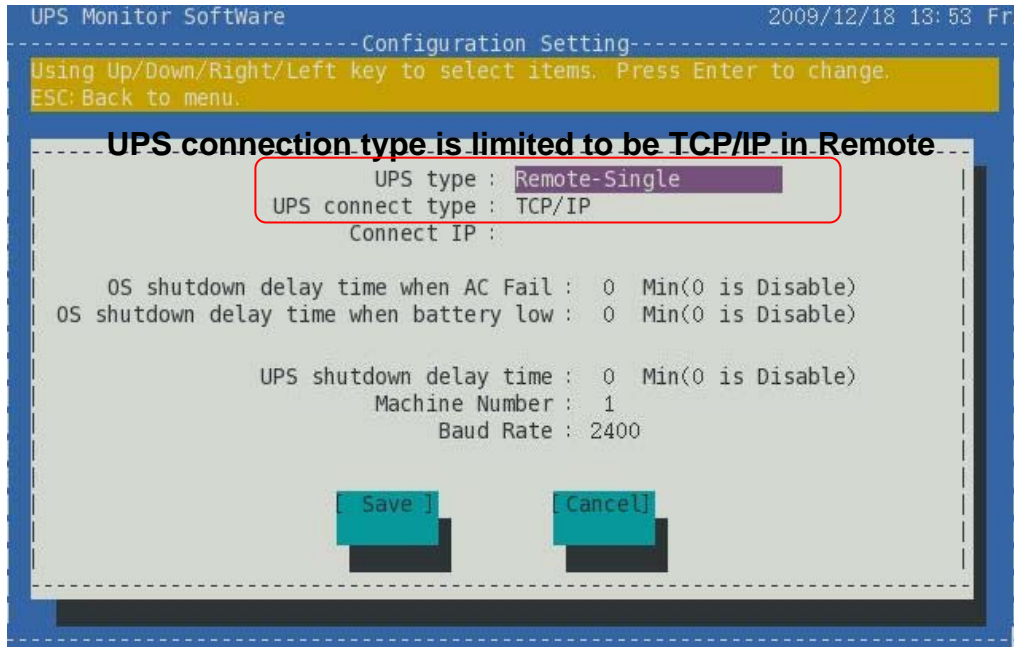 UPS Monitor SoftWare 2009/12/18 13:53 Fr
Configuration Setting
Using Up/Down/Right/Left key to select items. Press Enter to change.
ESC:Back to menu.
UPS connection type is limited to be TCP/IP in Remote
UPS type : Remote-Single
UPS connect type : TCP/IP
Connect IP :
OS shutdown delay time when AC Fail : 0 Min(0 is Disable)
OS shutdown delay time when battery low : 0 Min(0 is Disable)
UPS shutdown delay time : 0 Min(0 is Disable)
Machine Number : 1
Baud Rate : 2400
[ Save ] [Cancel]